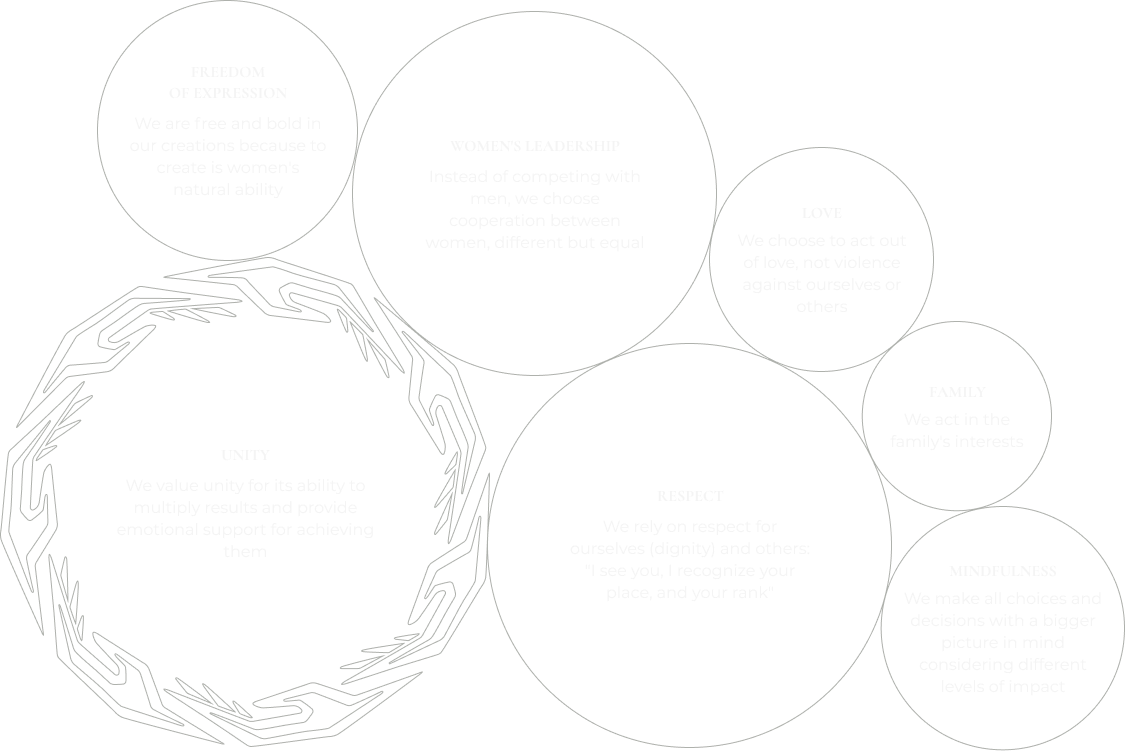 FREEDOM
OF EXPRESSION
We are free and bold in
our creations because to
create is women's
natural ability
WOMEN'S LEADERSHIP
Instead of competing with
men, we choose
cooperation between
women, different but equal
LOVE
We choose to act out
of love, not violence
against ourselves or
others
FAMILY
We act in the
family's interests
UNITY
We value unity for its ability to
multiply results and provide
emotional support for achieving
them
RESPECT
We rely on respect for
ourselves (dignity) and others:
"I see you, I recognize your
place, and your rank"
MINDFULNESS
We make all choices and
decisions with a bigger
picture in mind
considering different
levels of impact